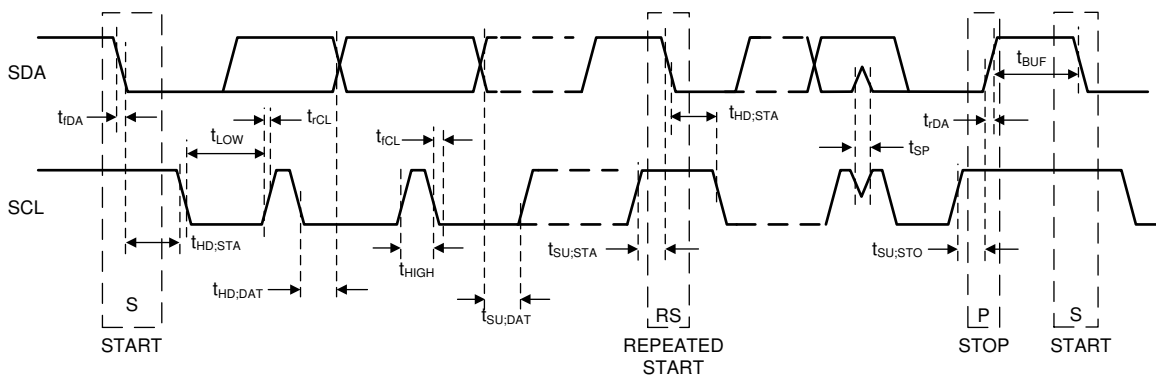 SDA
tfDA
tLOW
trCL
tfCL
tHD;STA
tSP
tBUF
trDA
SCL
tHD;STA
tHD;DAT
tHIGH
tSU;DAT
tSU;STA
tSU;STO
S
RS
P
S
START
REPEATED
START
STOP
START